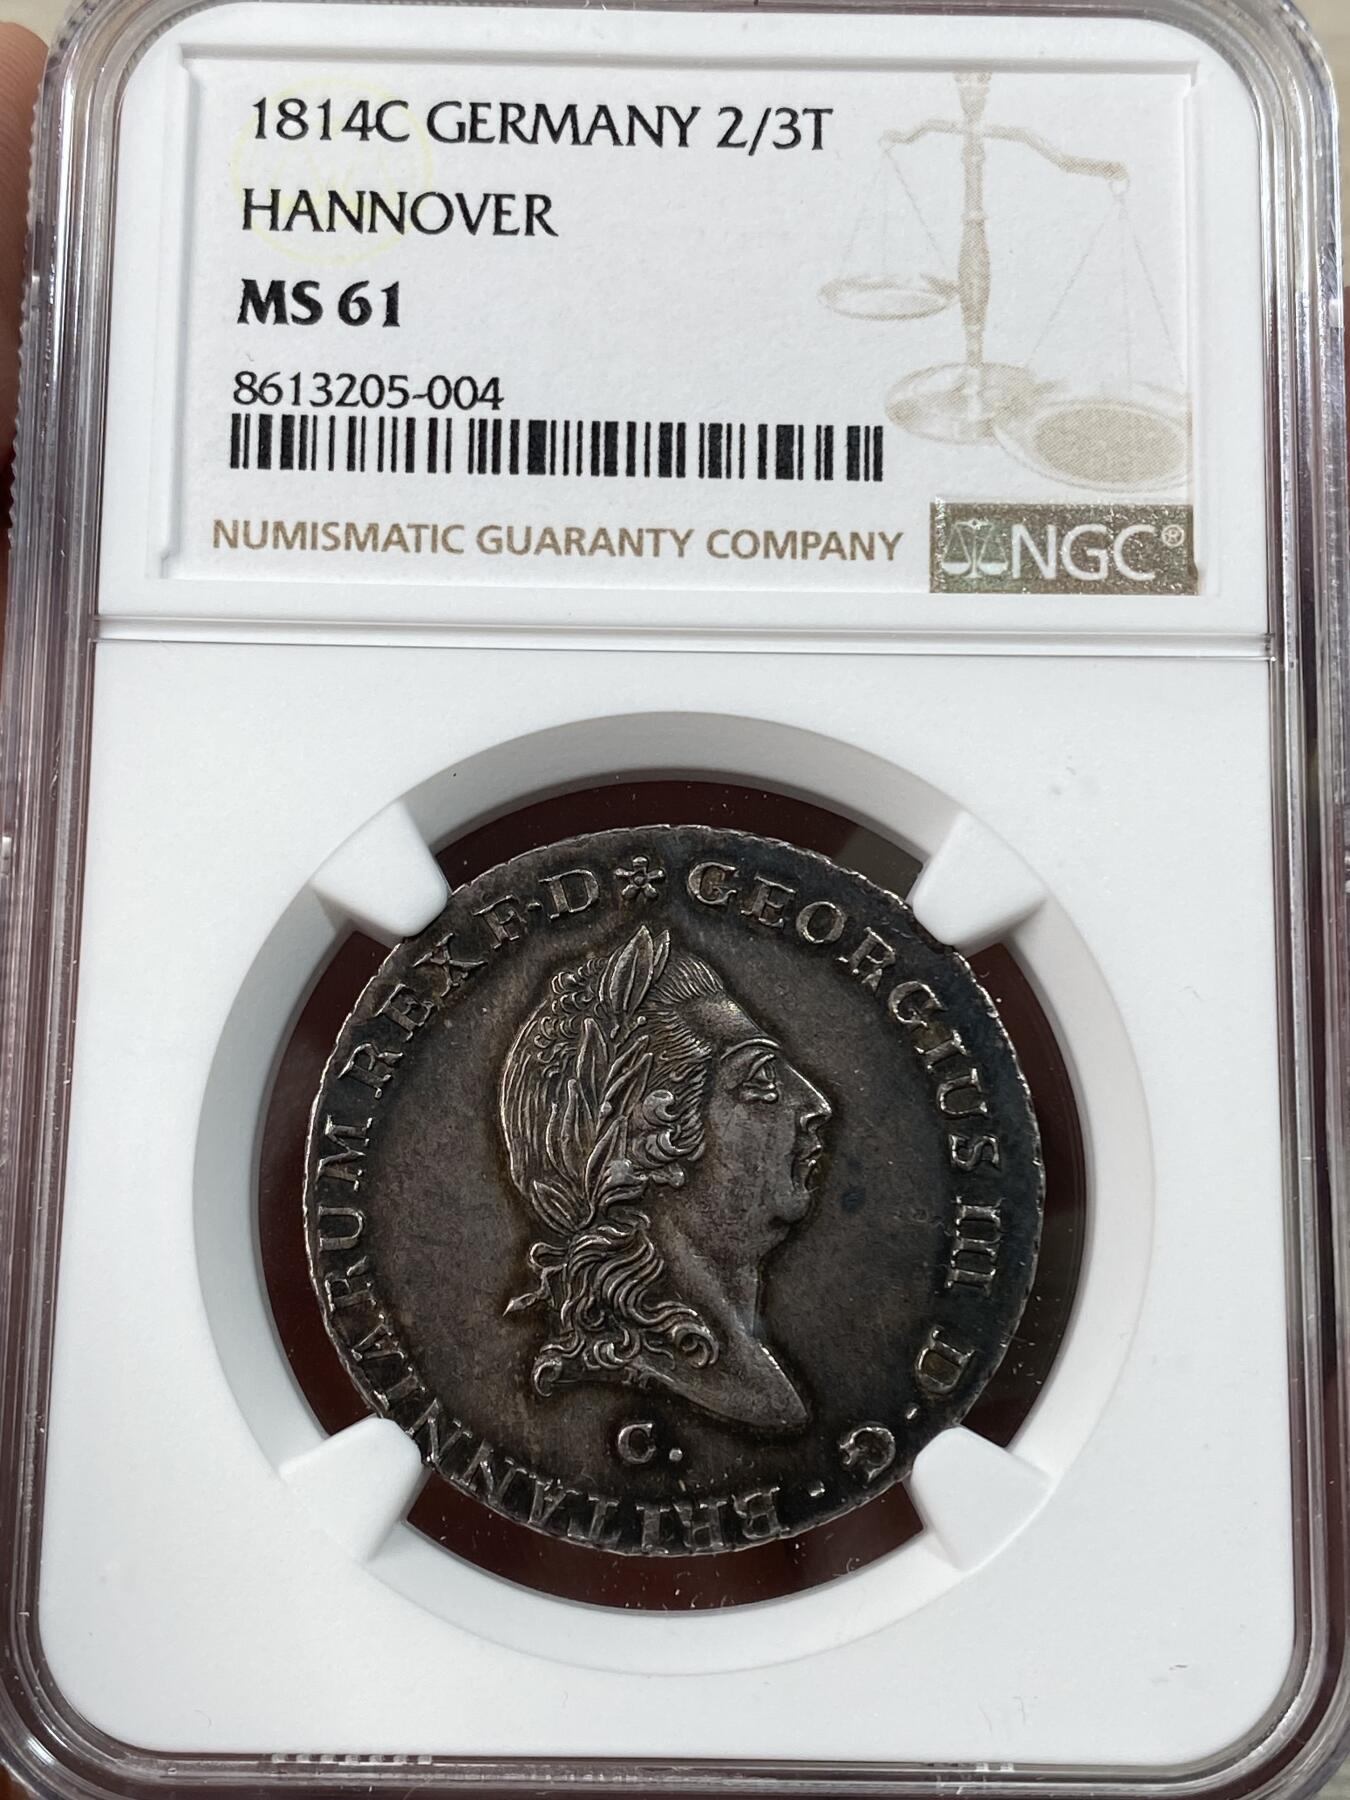 1814C GERMANY 2/3T
HANNOVER
MS 61
8613205-004
NUMISMATIC GUARANTY COMPANY
NGC®
GEORGIUS III D.G. BRITANNIARUM REX F.D
C.